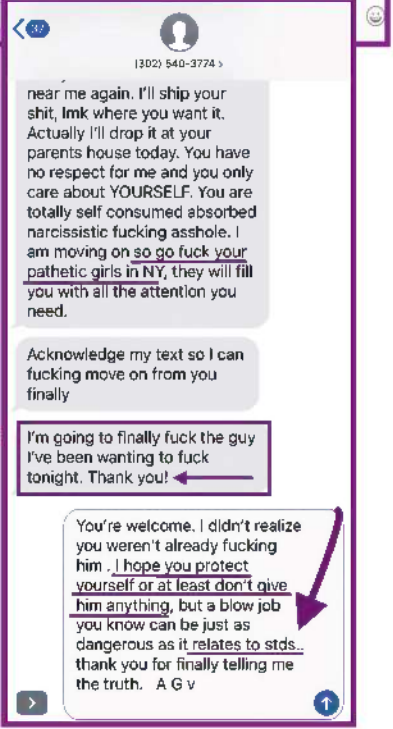 37
(302) 540-3774 >
near me again. I'll ship your
shit, lmk where you want it.
Actually I'll drop it at your
parents house today. You have
no respect for me and you only
care about YOURSELF. You are
totally self consumed absorbed
narcissistic fucking asshole. I
am moving on so go fuck your
pathetic girls in NY, they will fill
you with all the attention you
need.
Acknowledge my text so I can
fucking move on from you
finally
I'm going to finally fuck the guy
I've been wanting to fuck
tonight. Thank you!
You're welcome. I didn't realize
you weren't already fucking
him . I hope you protect
yourself or at least don't give
him anything, but a blow job
you know can be just as
dangerous as it relates to stds..
thank you for finally telling me
the truth. A G v